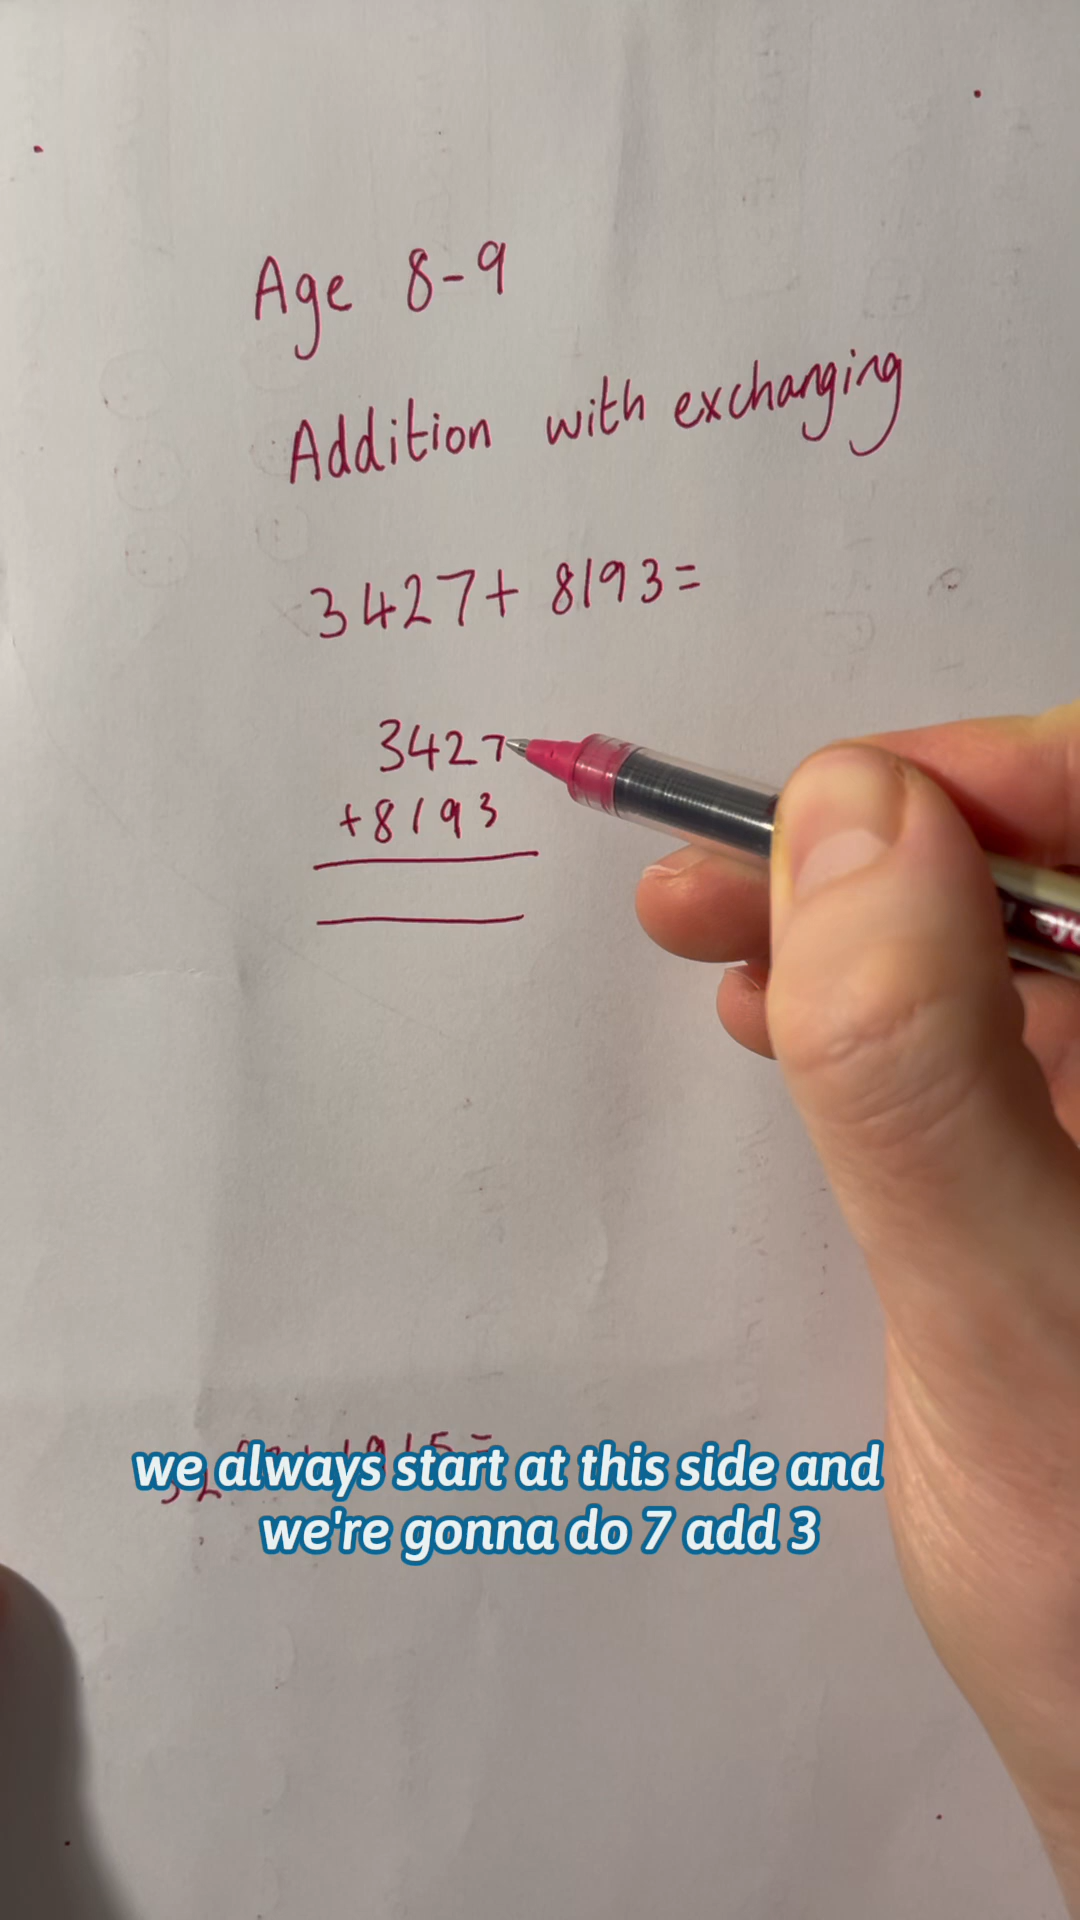 Age 8-9
Addition with exchanging
3427+ 8193=
3427
+8193
we always start at this side and
we're gonna do 7 add 3